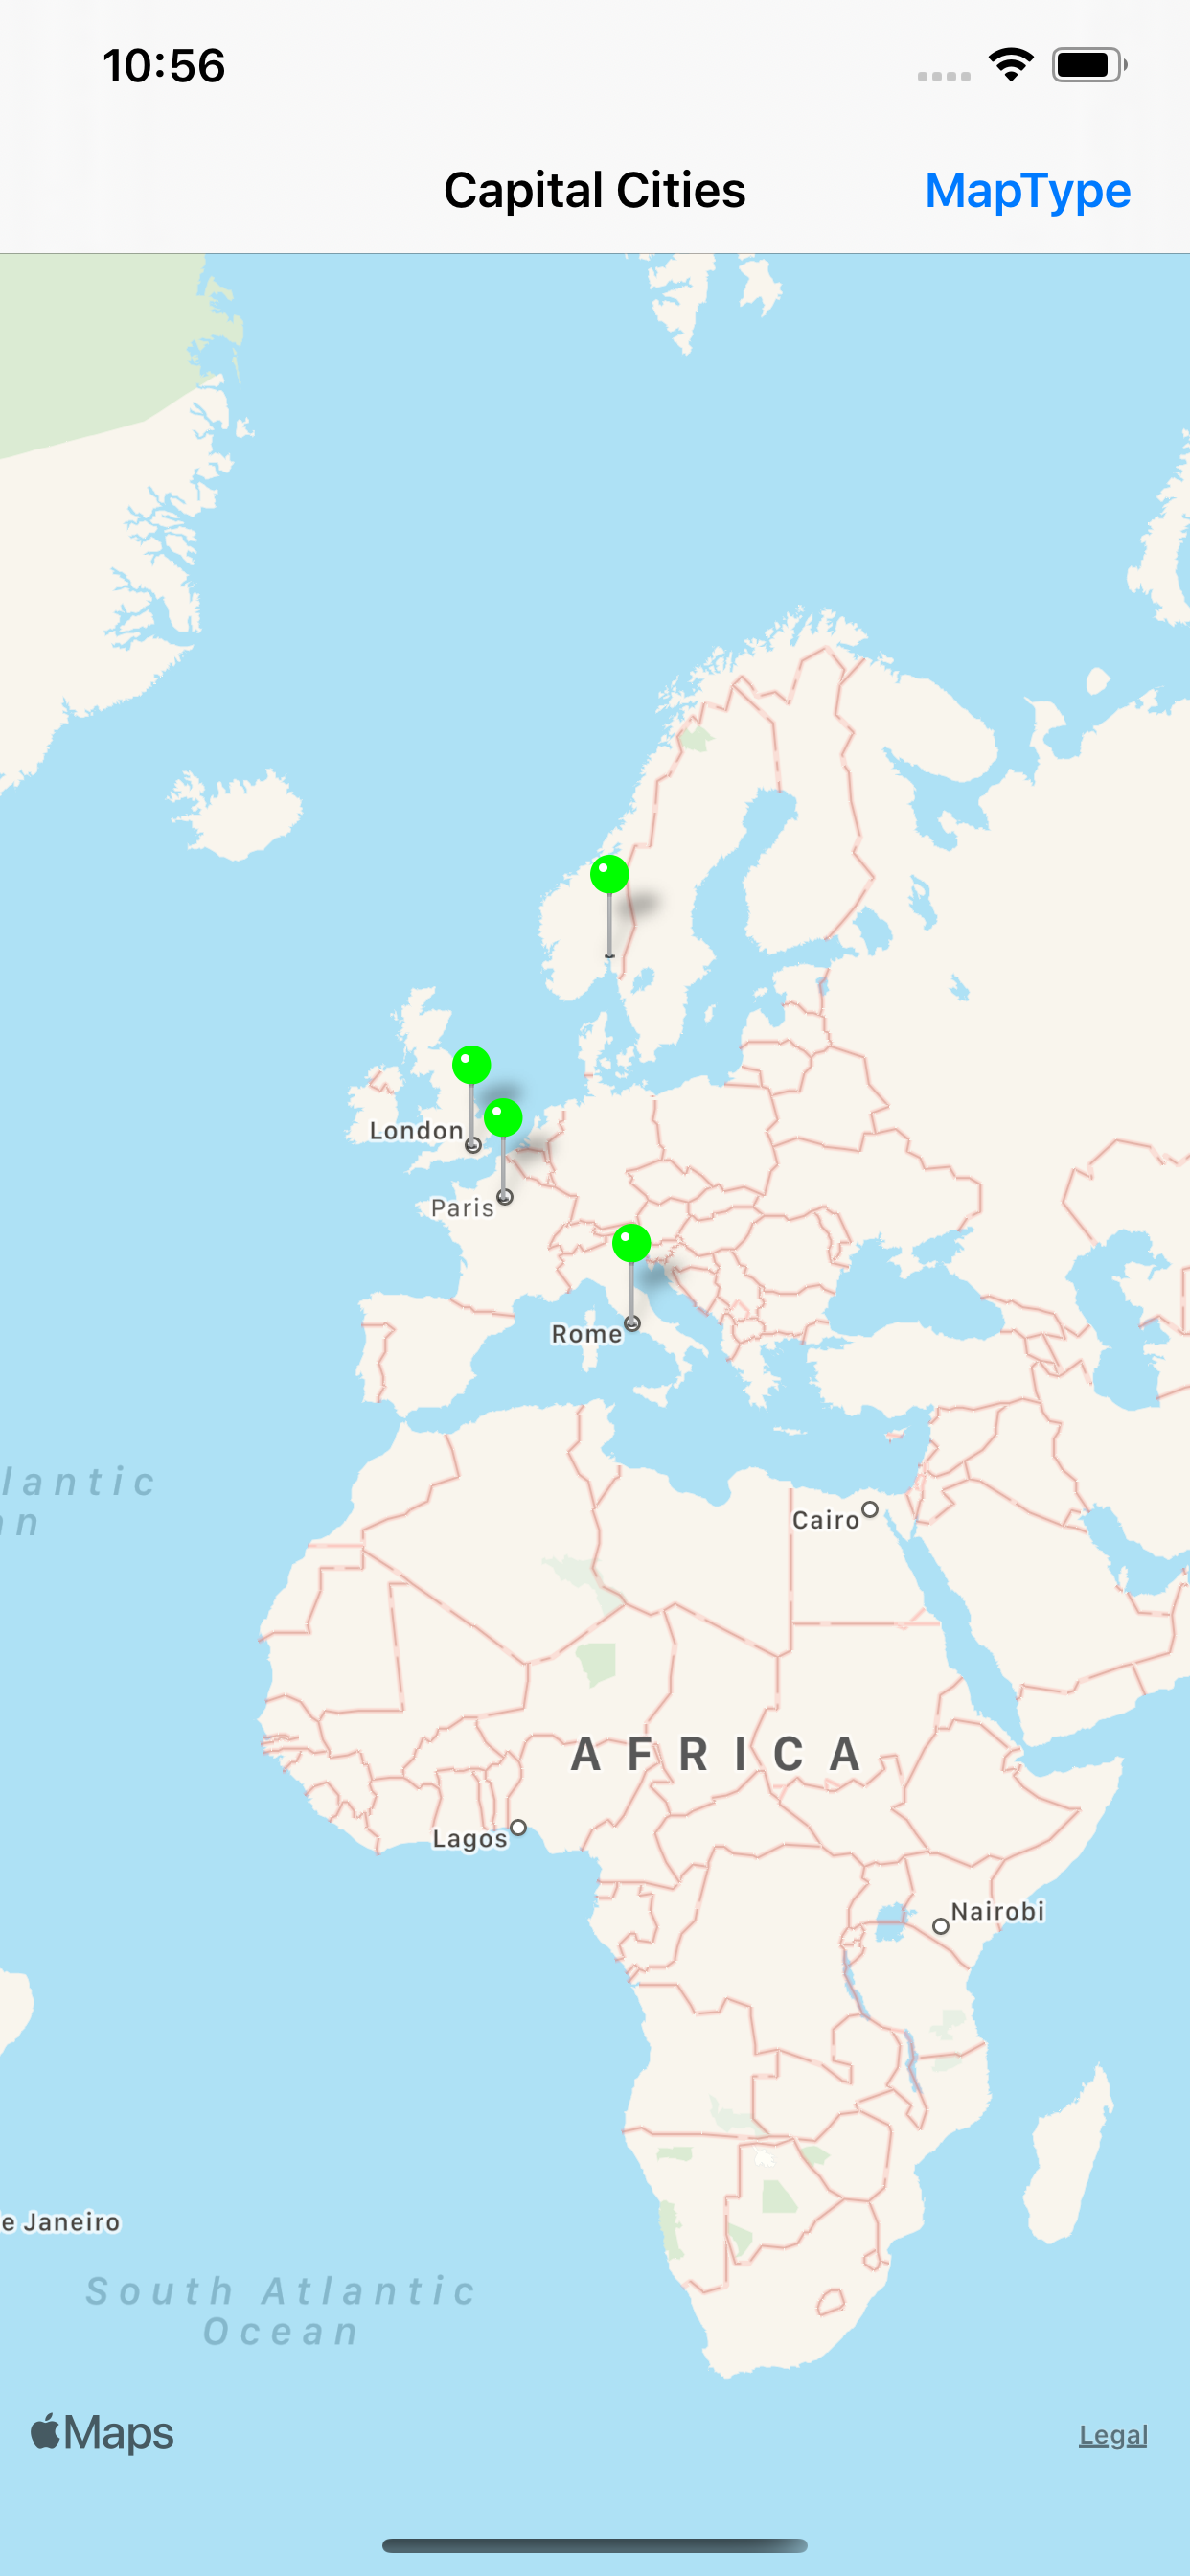 10:56
Capital Cities
MapType
London
Paris
Rome
lantic
an
Cairo
AFRICA
Lagos
Nairobi
e Janeiro
South Atlantic
Ocean
Maps
Legal